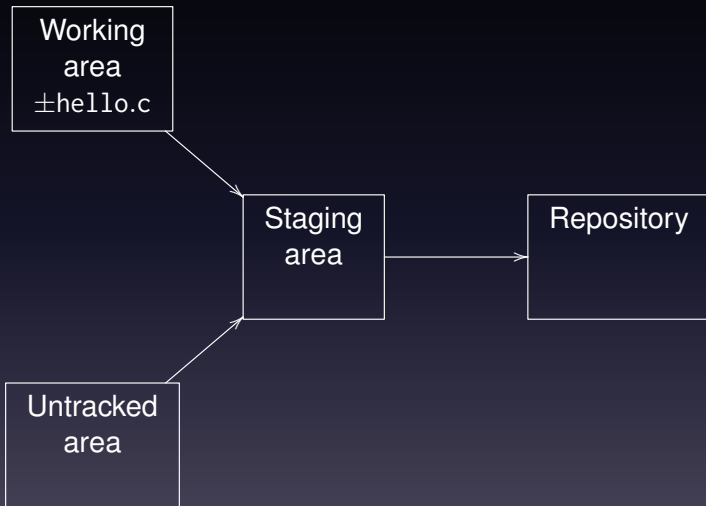 Working
area
±hello.c
Staging
area
Repository
Untracked
area